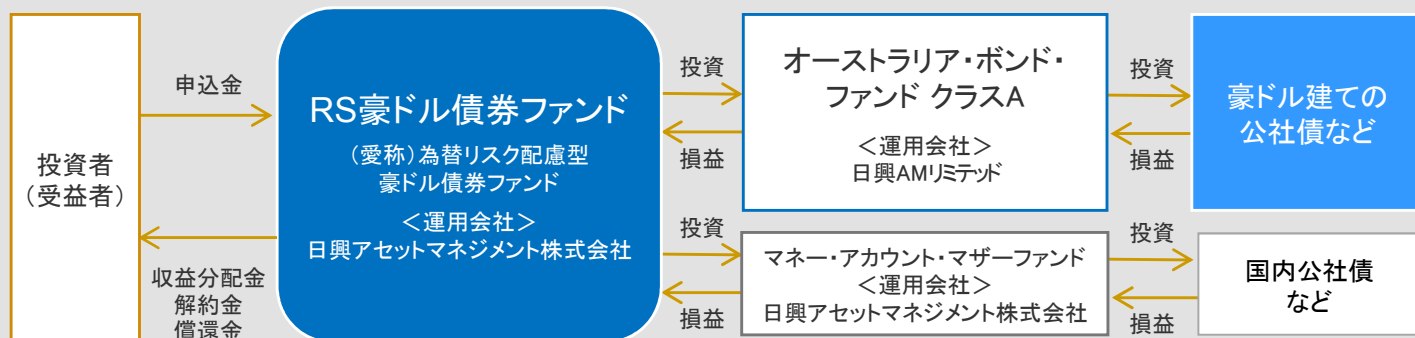 投資者
（受益者）
申込金
収益分配金
解約金
償還金
RS豪ドル債券ファンド
（愛称）為替リスク配慮型
豪ドル債券ファンド
＜運用会社＞
日興アセットマネジメント株式会社
投資
損益
オーストラリア・ボンド・
ファンド クラスA
＜運用会社＞
日興AMリミテッド
投資
損益
豪ドル建ての
公社債など
投資
損益
マネー・アカウント・マザーファンド
＜運用会社＞
日興アセットマネジメント株式会社
投資
損益
国内公社債
など